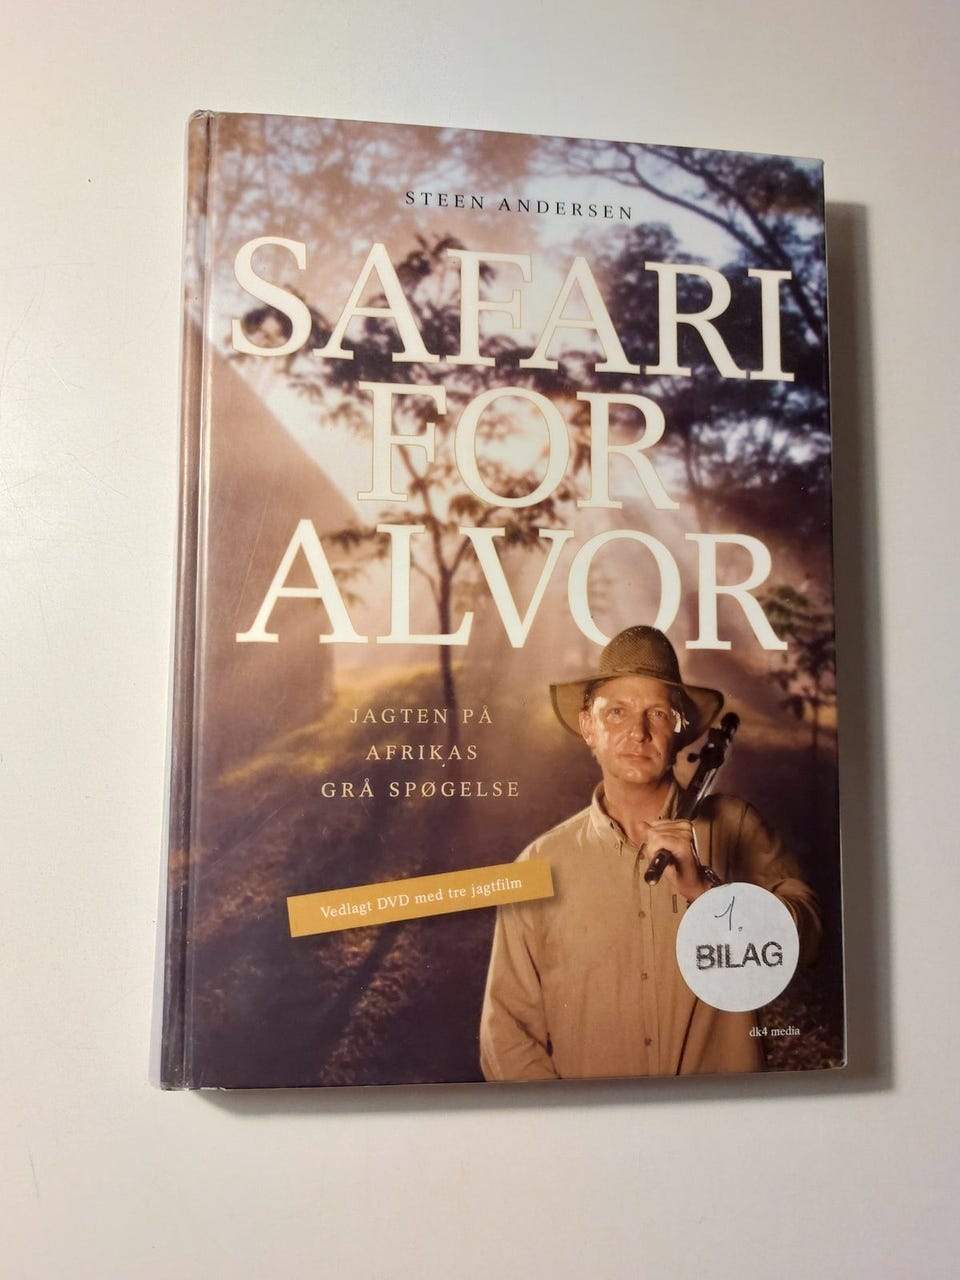 STEEN ANDERSEN
SAFARI
FOR
ALVOR
JAGTEN PÅ
AFRIKAS
GRÅ SPØGELSE
Vedlagt DVD med tre jagtfilm
1.
BILAG
dk4 media